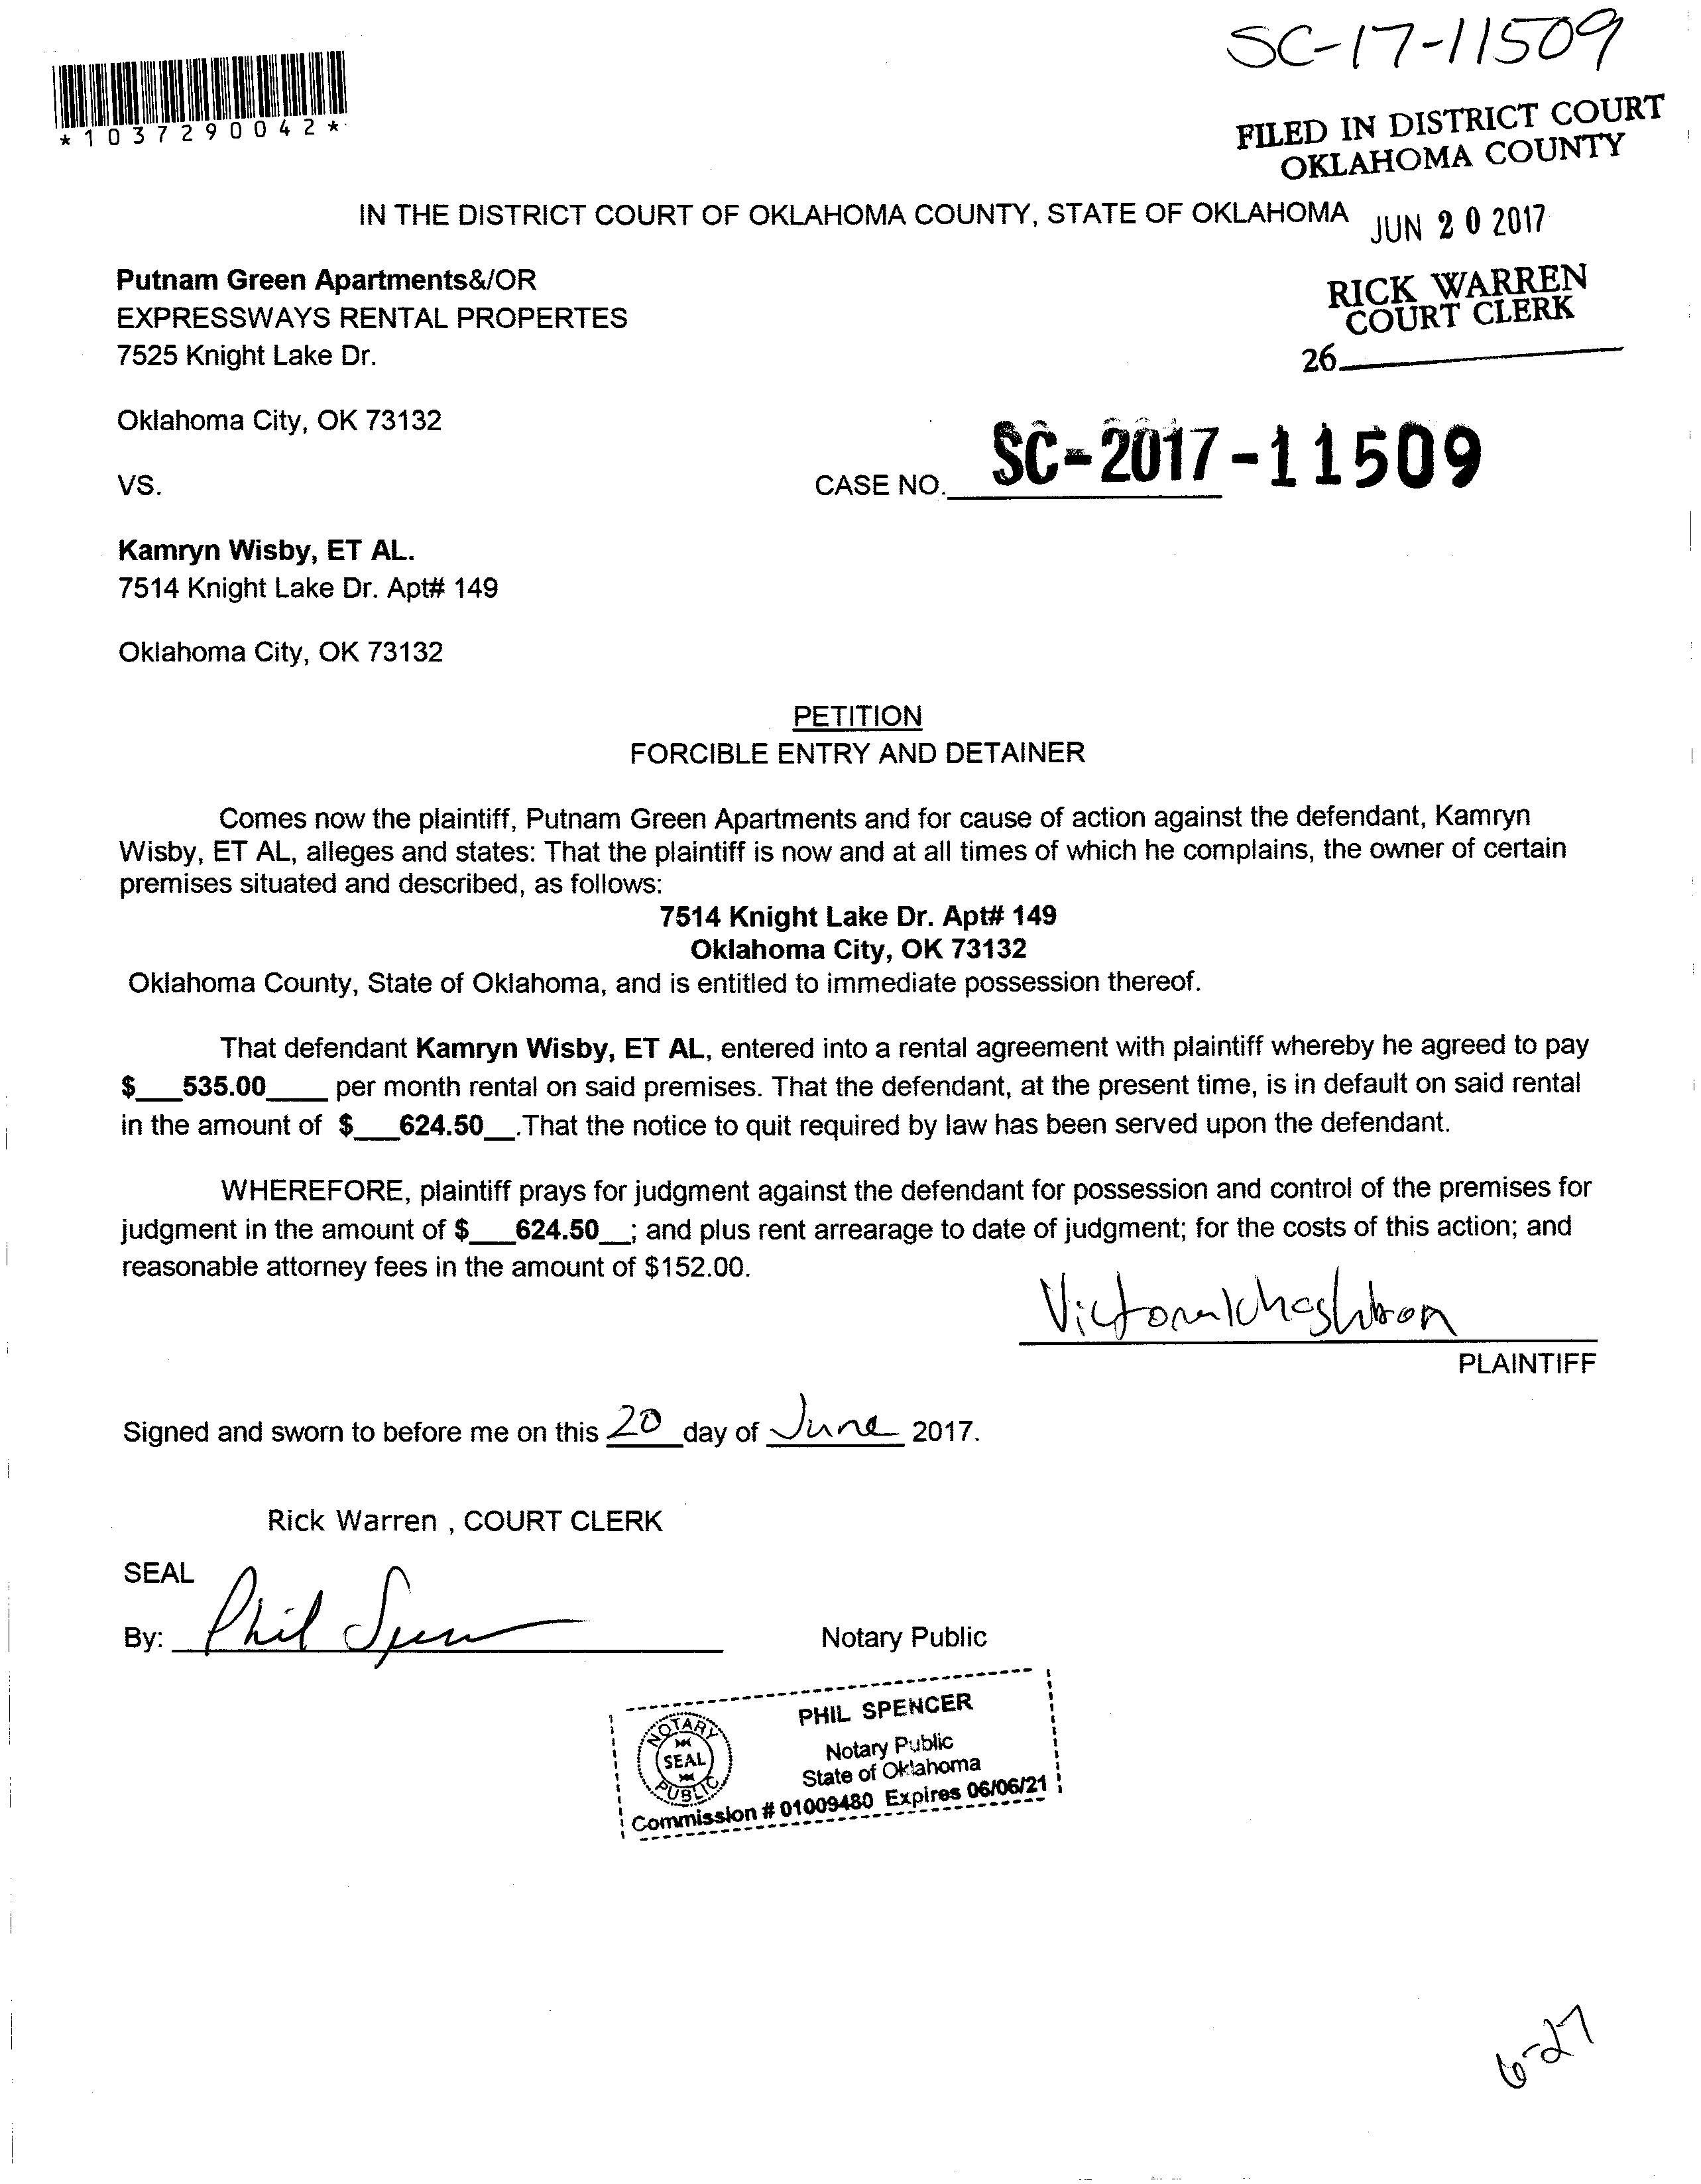 SC-17-11509
*1037290042*
FILED IN DISTRICT COURT
OKLAHOMA COUNTY
IN THE DISTRICT COURT OF OKLAHOMA COUNTY, STATE OF OKLAHOMA
JUN 20 2017
Putnam Green Apartments&/OR
EXPRESSWAYS RENTAL PROPERTES
7525 Knight Lake Dr.
RICK WARREN
COURT CLERK
26
Oklahoma City, OK 73132
VS.
CASE NO. SC-2017-11509
Kamryn Wisby, ET AL.
7514 Knight Lake Dr. Apt# 149
Oklahoma City, OK 73132
PETITION
FORCIBLE ENTRY AND DETAINER
Comes now the plaintiff, Putnam Green Apartments and for cause of action against the defendant, Kamryn
Wisby, ET AL, alleges and states: That the plaintiff is now and at all times of which he complains, the owner of certain
premises situated and described, as follows:
7514 Knight Lake Dr. Apt# 149
Oklahoma City, OK 73132
Oklahoma County, State of Oklahoma, and is entitled to immediate possession thereof.
That defendant Kamryn Wisby, ET AL, entered into a rental agreement with plaintiff whereby he agreed to pay
$___535.00____ per month rental on said premises. That the defendant, at the present time, is in default on said rental
in the amount of $___624.50__.That the notice to quit required by law has been served upon the defendant.
WHEREFORE, plaintiff prays for judgment against the defendant for possession and control of the premises for
judgment in the amount of $___624.50__; and plus rent arrearage to date of judgment; for the costs of this action; and
reasonable attorney fees in the amount of $152.00.
PLAINTIFF
Signed and sworn to before me on this 20 day of June 2017.
Rick Warren , COURT CLERK
SEAL
By: Phil Spencer
Notary Public
PHIL SPENCER
NOTARY PUBLIC SEAL
Notary Public
State of Oklahoma
Commission # 01009480 Expires 06/06/21
6-27